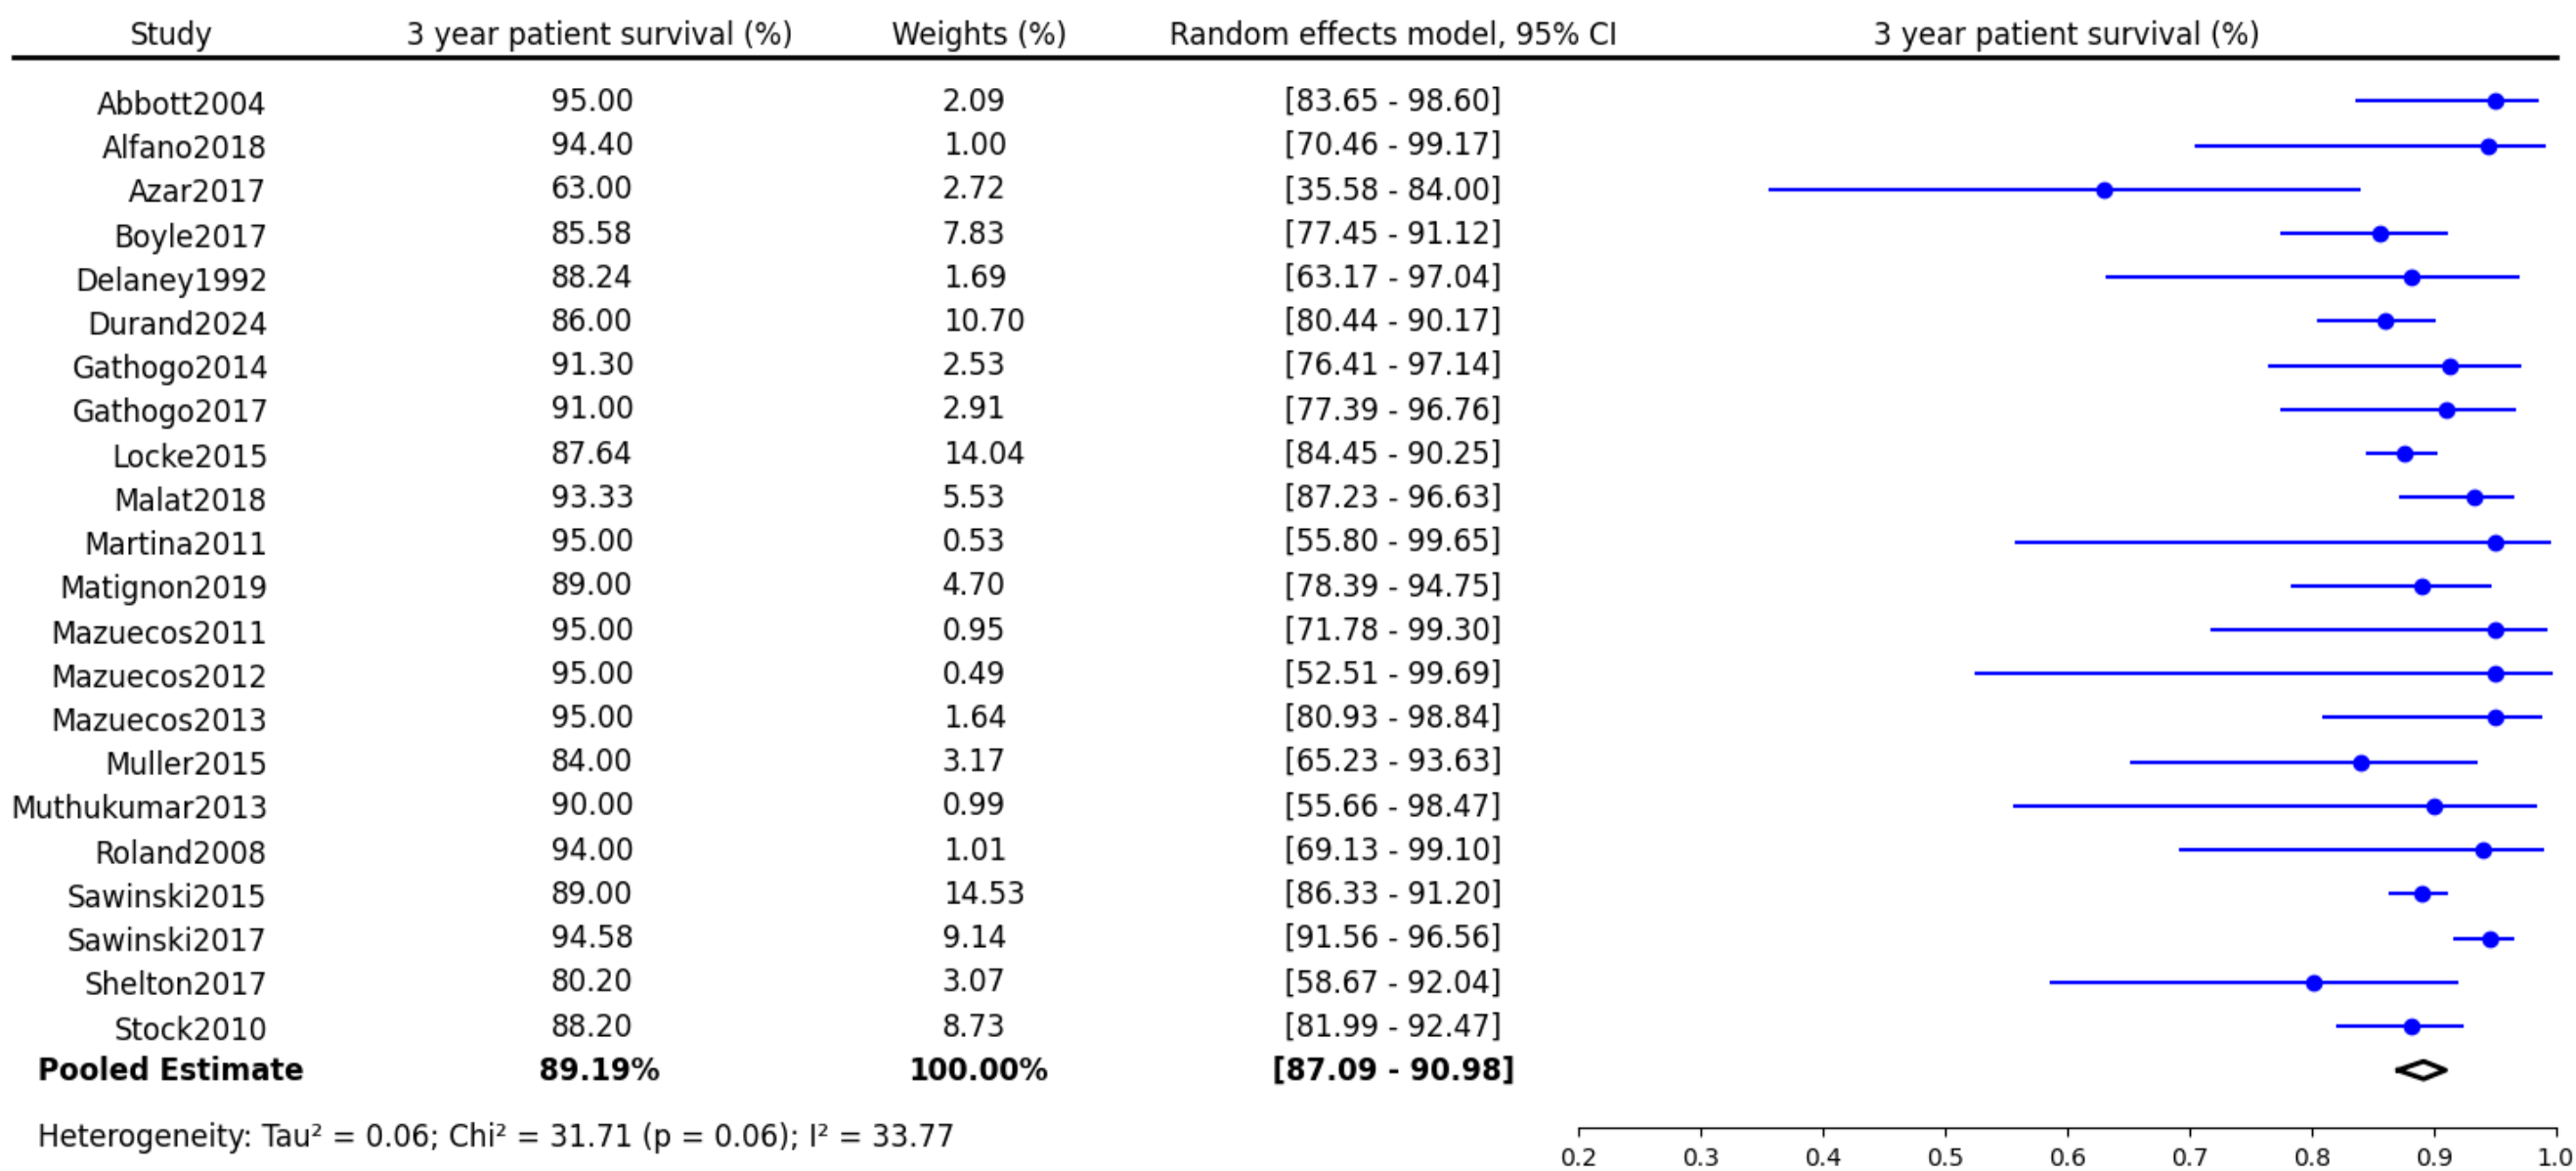 Study 3 year patient survival (%) Weights (%) Random effects model, 95% CI 3 year patient survival (%)
Abbott2004 95.00 2.09 [83.65 - 98.60]
Alfano2018 94.40 1.00 [70.46 - 99.17]
Azar2017 63.00 2.72 [35.58 - 84.00]
Boyle2017 85.58 7.83 [77.45 - 91.12]
Delaney1992 88.24 1.69 [63.17 - 97.04]
Durand2024 86.00 10.70 [80.44 - 90.17]
Gathogo2014 91.30 2.53 [76.41 - 97.14]
Gathogo2017 91.00 2.91 [77.39 - 96.76]
Locke2015 87.64 14.04 [84.45 - 90.25]
Malat2018 93.33 5.53 [87.23 - 96.63]
Martina2011 95.00 0.53 [55.80 - 99.65]
Matignon2019 89.00 4.70 [78.39 - 94.75]
Mazuecos2011 95.00 0.95 [71.78 - 99.30]
Mazuecos2012 95.00 0.49 [52.51 - 99.69]
Mazuecos2013 95.00 1.64 [80.93 - 98.84]
Muller2015 84.00 3.17 [65.23 - 93.63]
Muthukumar2013 90.00 0.99 [55.66 - 98.47]
Roland2008 94.00 1.01 [69.13 - 99.10]
Sawinski2015 89.00 14.53 [86.33 - 91.20]
Sawinski2017 94.58 9.14 [91.56 - 96.56]
Shelton2017 80.20 3.07 [58.67 - 92.04]
Stock2010 88.20 8.73 [81.99 - 92.47]
Pooled Estimate 89.19% 100.00% [87.09 - 90.98]
Heterogeneity: Tau² = 0.06; Chi² = 31.71 (p = 0.06); I² = 33.77
0.2 0.3 0.4 0.5 0.6 0.7 0.8 0.9 1.0